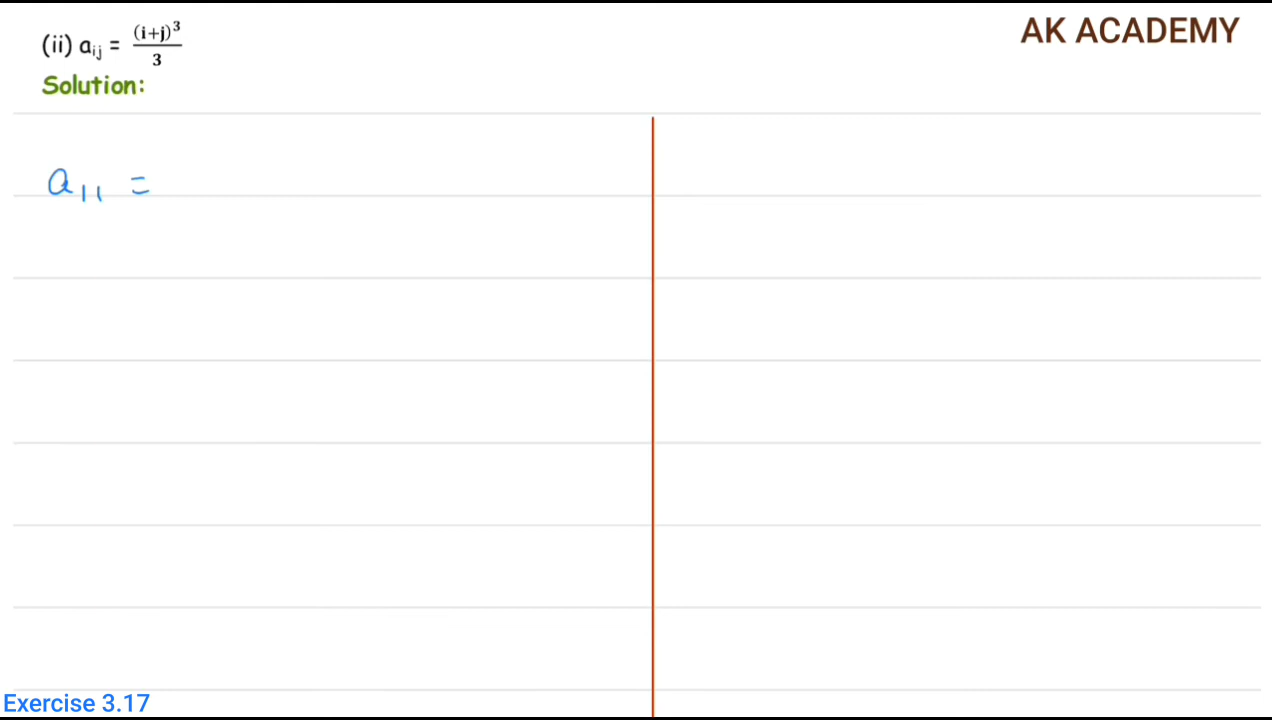 (ii) aᵢⱼ = (i+j)³/3
AK ACADEMY
Solution:
a₁₁ =
Exercise 3.17